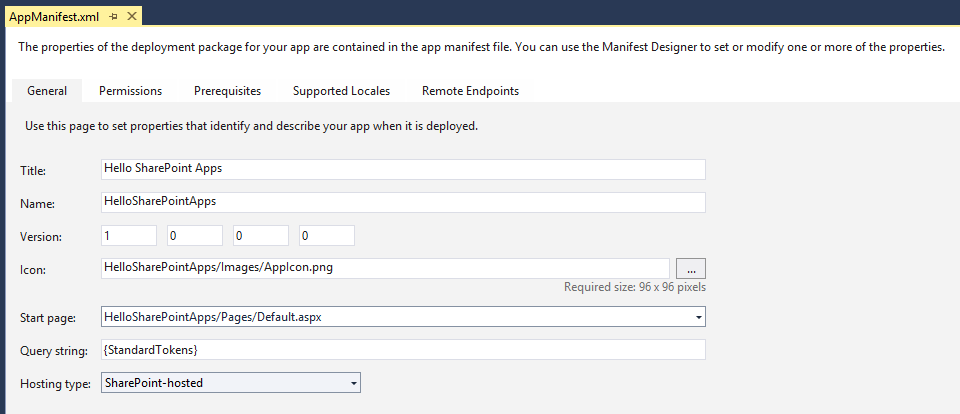 AppManifest.xml
The properties of the deployment package for your app are contained in the app manifest file. You can use the Manifest Designer to set or modify one or more of the properties.
General Permissions Prerequisites Supported Locales Remote Endpoints
Use this page to set properties that identify and describe your app when it is deployed.
Title: Hello SharePoint Apps
Name: HelloSharePointApps
Version: 1 0 0 0
Icon: HelloSharePointApps/Images/AppIcon.png ...
Required size: 96 x 96 pixels
Start page: HelloSharePointApps/Pages/Default.aspx
Query string: {StandardTokens}
Hosting type: SharePoint-hosted